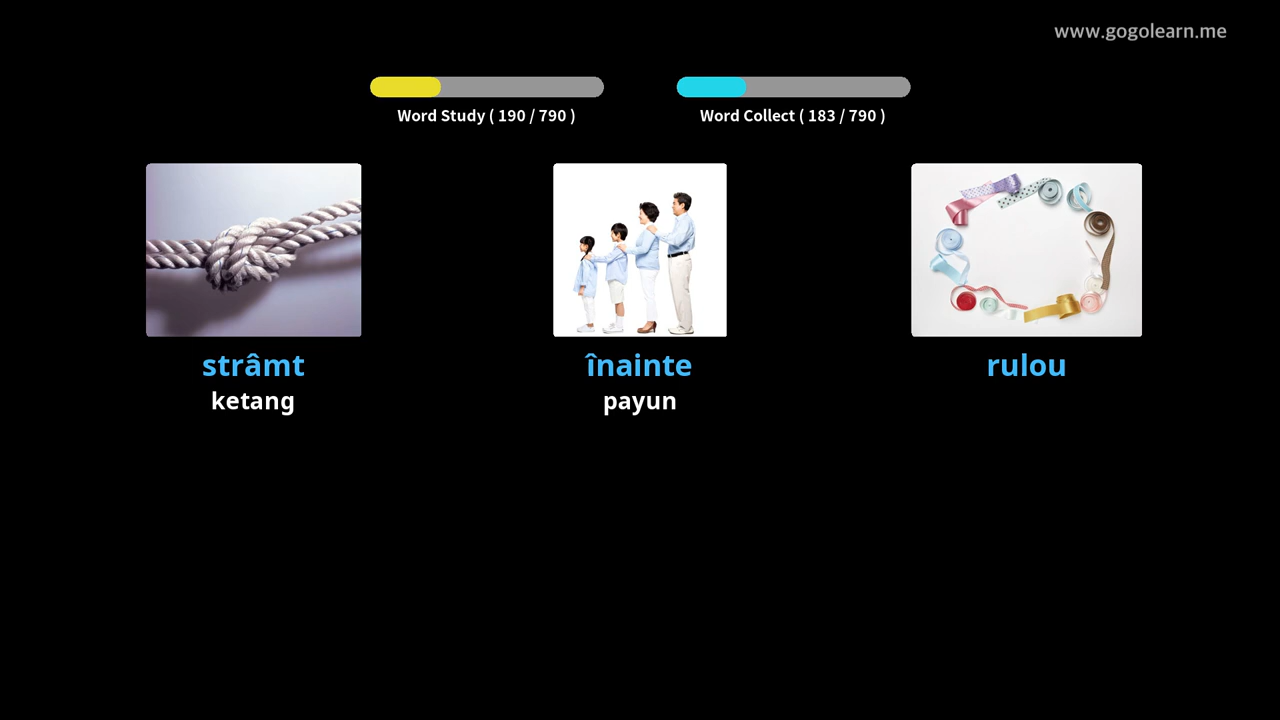 www.gogolearn.me
Word Study ( 190 / 790 )
Word Collect ( 183 / 790 )
strâmt
ketang
înainte
payun
rulou